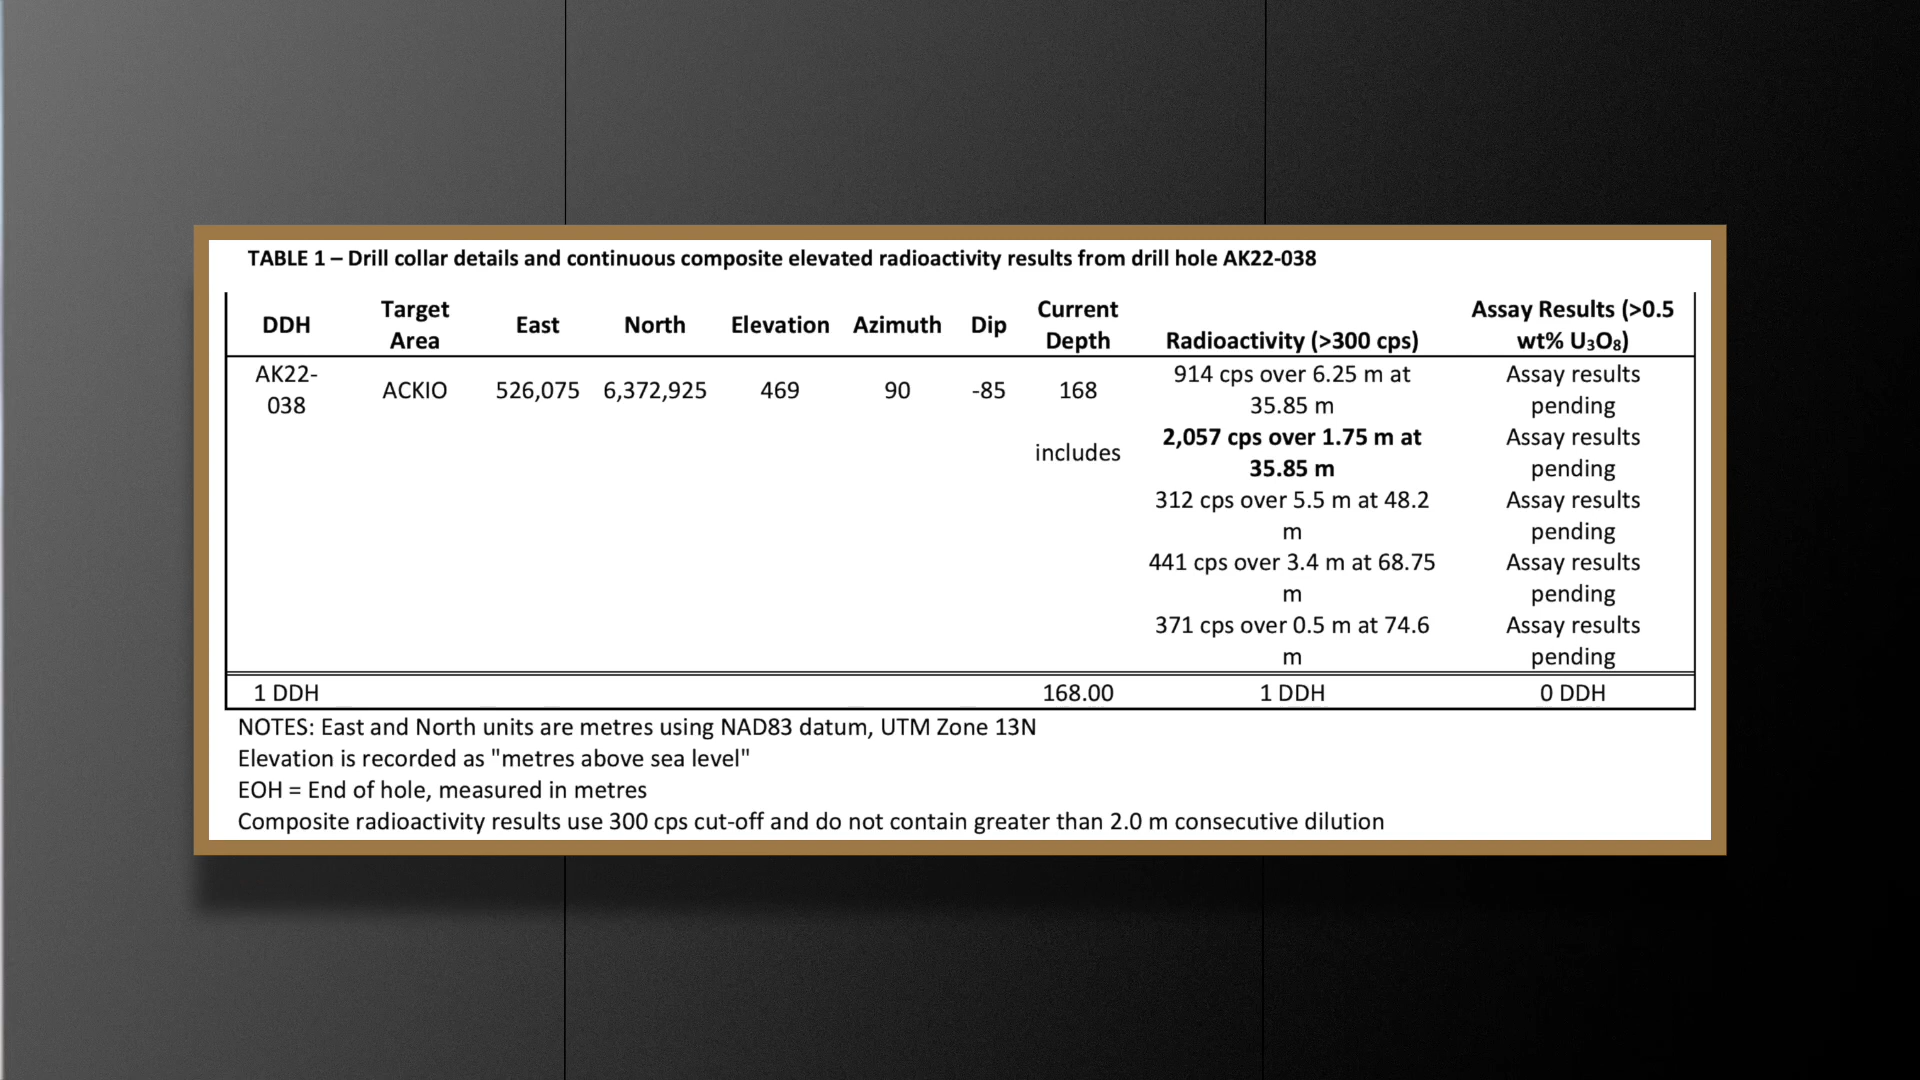 TABLE 1 – Drill collar details and continuous composite elevated radioactivity results from drill hole AK22-038
DDH Target Area East North Elevation Azimuth Dip Current Depth Radioactivity (>300 cps) Assay Results (>0.5 wt% U₃O₈)
AK22-038 ACKIO 526,075 6,372,925 469 90 -85 168 914 cps over 6.25 m at 35.85 m Assay results pending
includes 2,057 cps over 1.75 m at 35.85 m Assay results pending
312 cps over 5.5 m at 48.2 m Assay results pending
441 cps over 3.4 m at 68.75 m Assay results pending
371 cps over 0.5 m at 74.6 m Assay results pending
1 DDH 168.00 1 DDH 0 DDH
NOTES: East and North units are metres using NAD83 datum, UTM Zone 13N
Elevation is recorded as "metres above sea level"
EOH = End of hole, measured in metres
Composite radioactivity results use 300 cps cut-off and do not contain greater than 2.0 m consecutive dilution